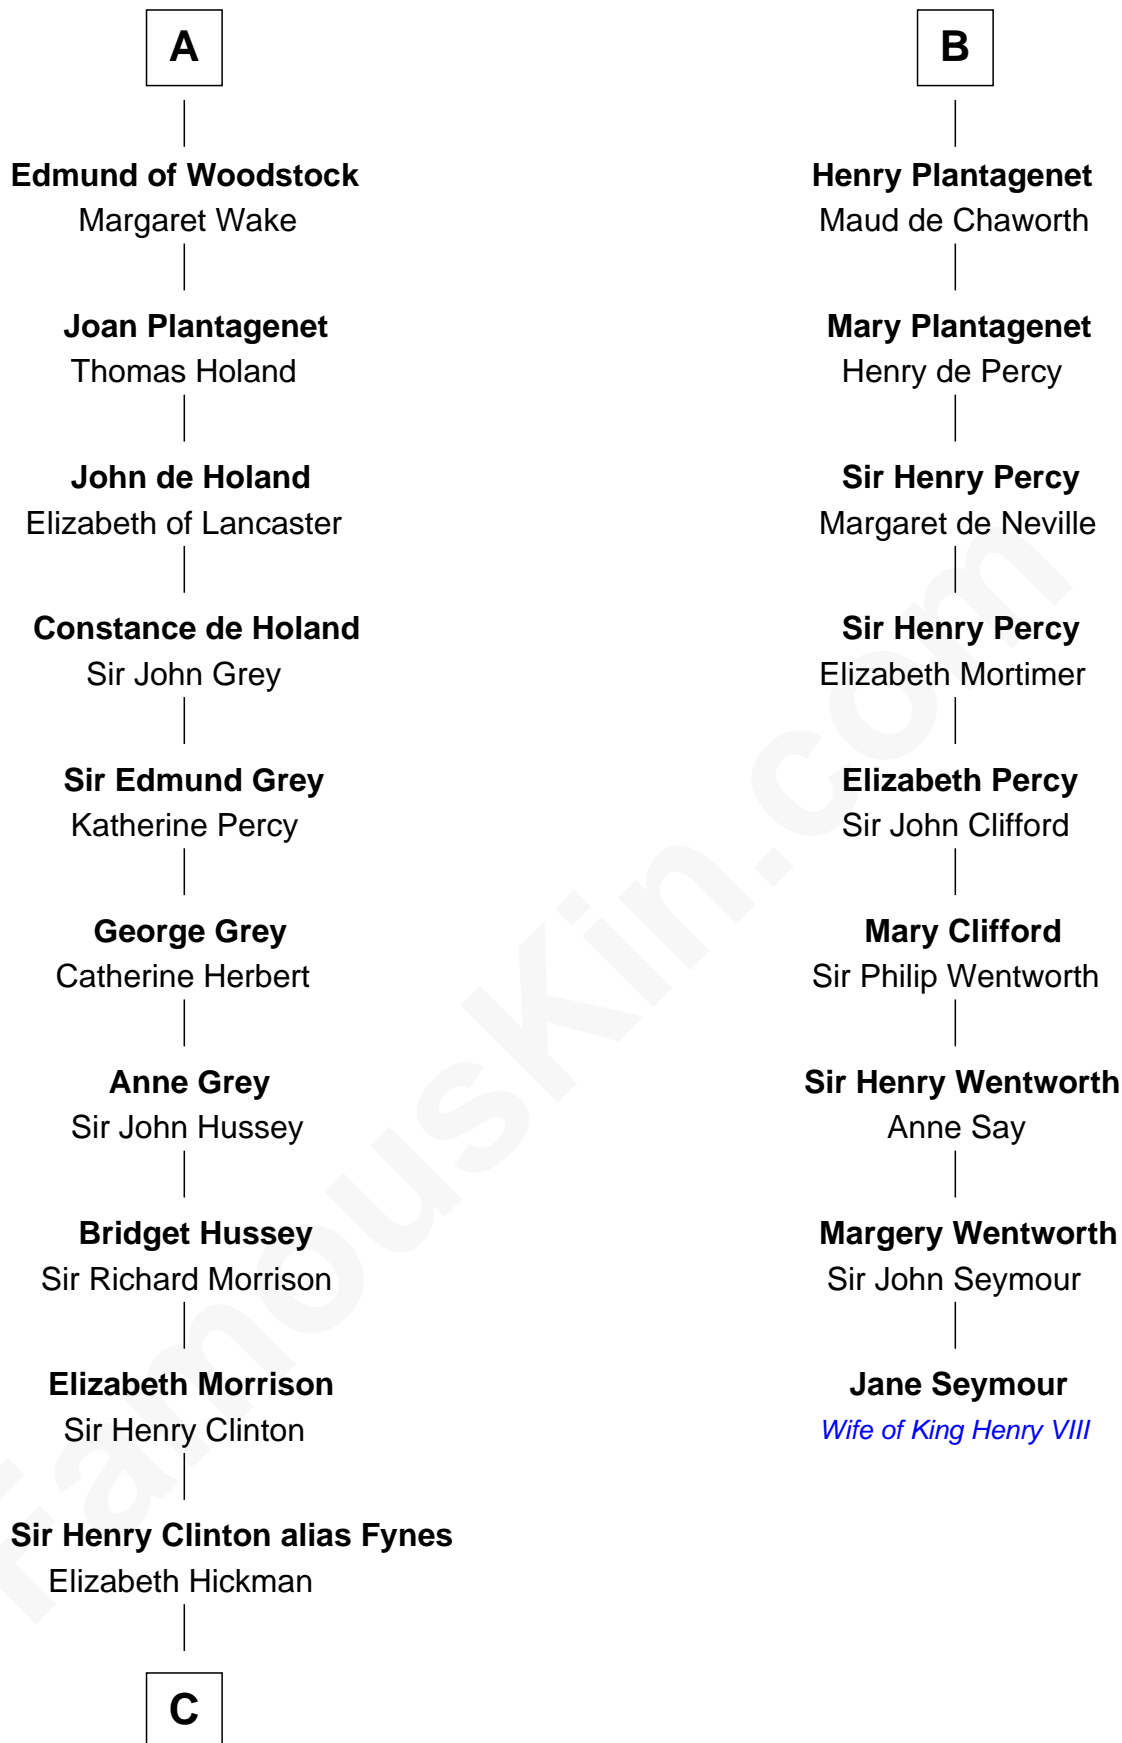 A
Edmund of Woodstock
Margaret Wake
Joan Plantagenet
Thomas Holand
John de Holand
Elizabeth of Lancaster
Constance de Holand
Sir John Grey
Sir Edmund Grey
Katherine Percy
George Grey
Catherine Herbert
Anne Grey
Sir John Hussey
Bridget Hussey
Sir Richard Morrison
Elizabeth Morrison
Sir Henry Clinton
Sir Henry Clinton alias Fynes
Elizabeth Hickman
C
B
Henry Plantagenet
Maud de Chaworth
Mary Plantagenet
Henry de Percy
Sir Henry Percy
Margaret de Neville
Sir Henry Percy
Elizabeth Mortimer
Elizabeth Percy
Sir John Clifford
Mary Clifford
Sir Philip Wentworth
Sir Henry Wentworth
Anne Say
Margery Wentworth
Sir John Seymour
Jane Seymour
Wife of King Henry VIII
FamousKin.com